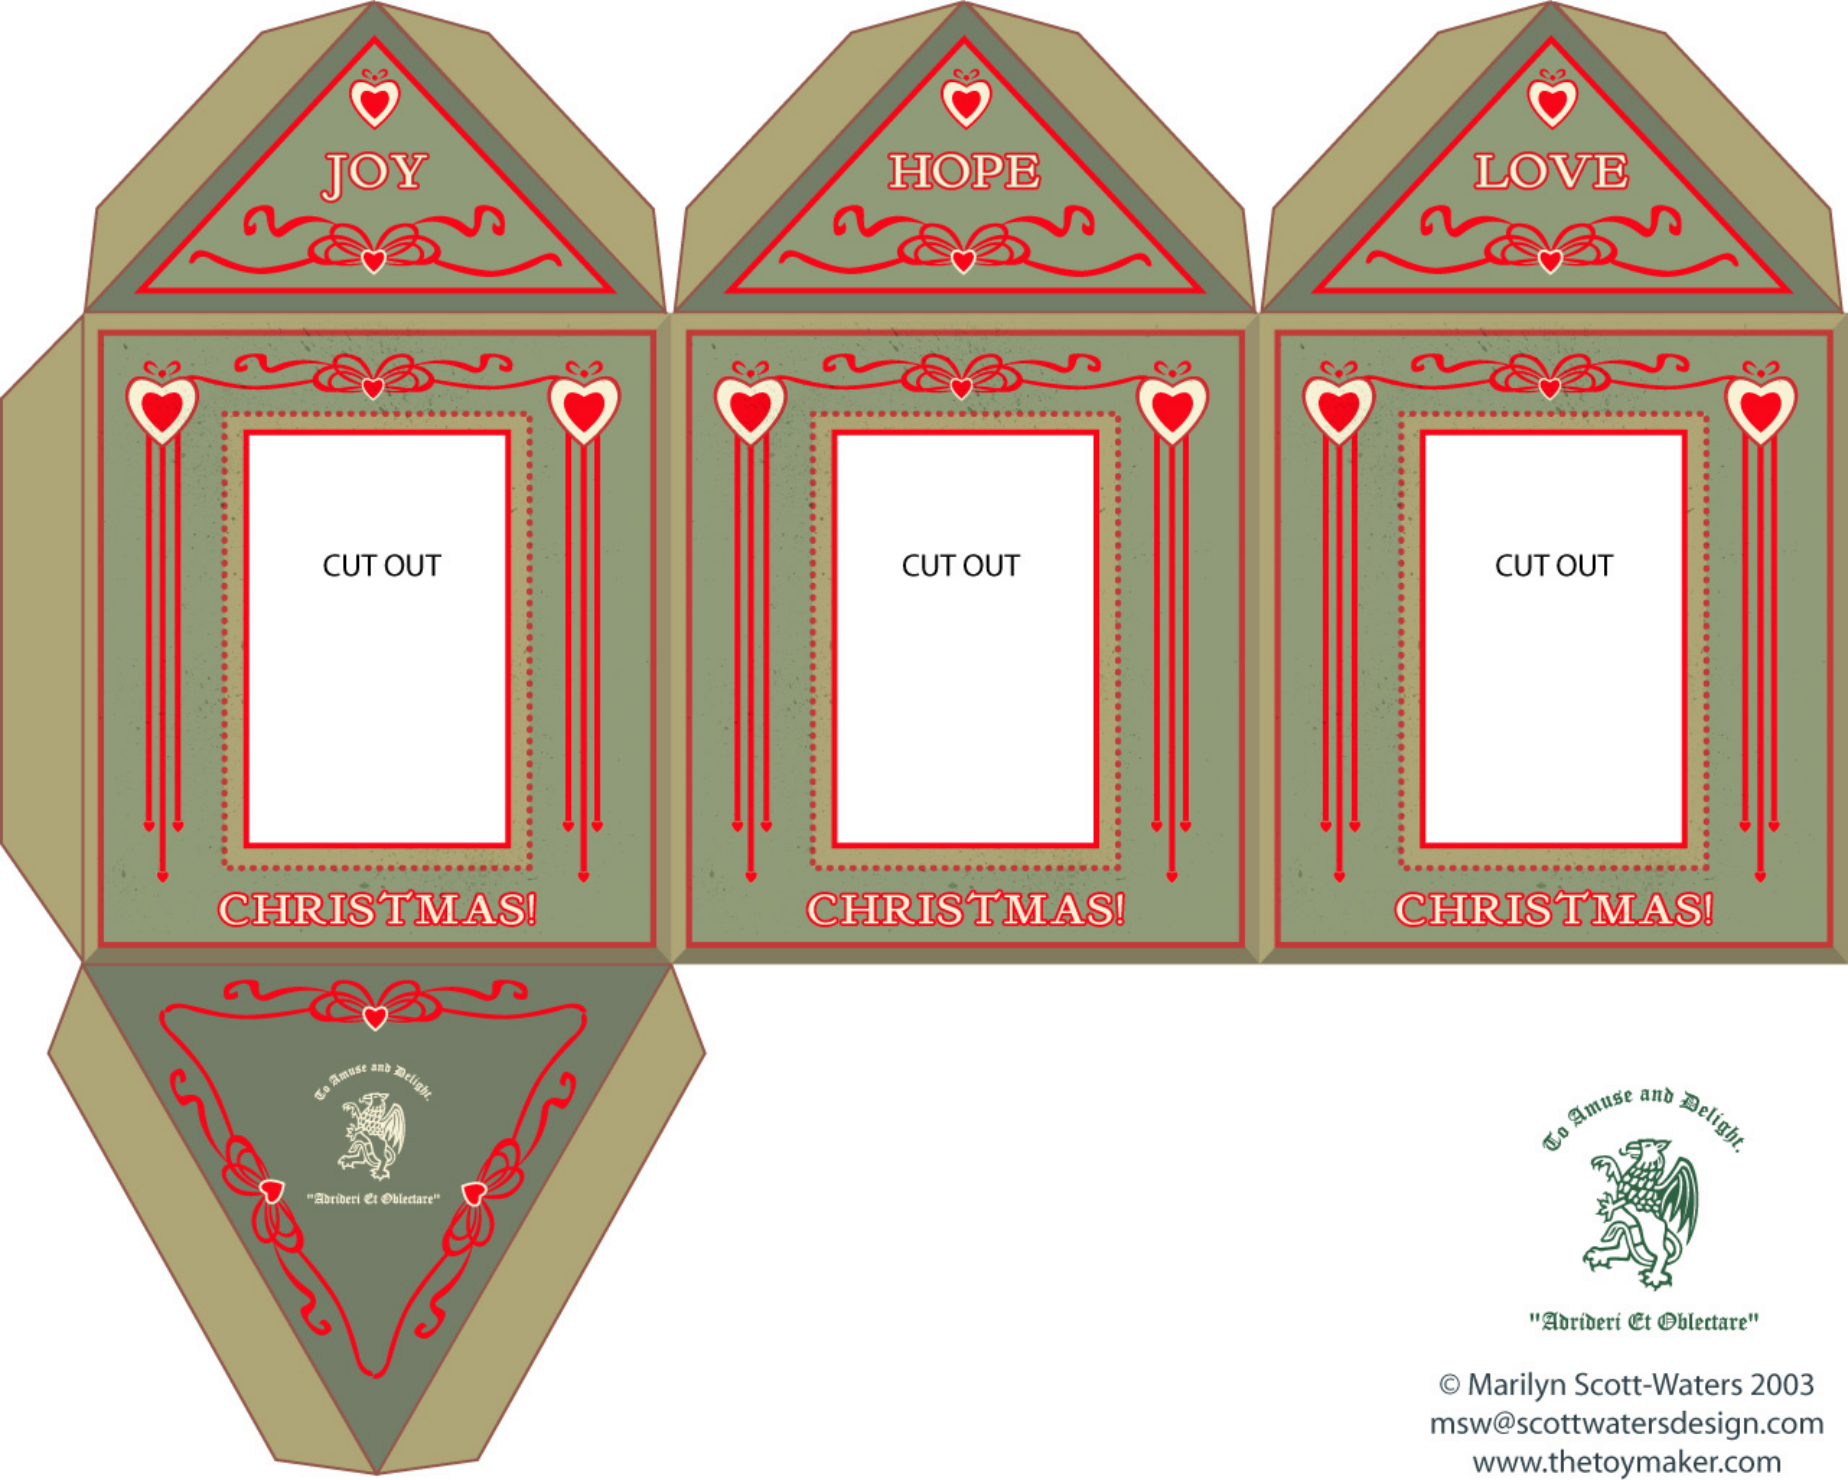 JOY
HOPE
LOVE
CUT OUT
CUT OUT
CUT OUT
CHRISTMAS!
CHRISTMAS!
CHRISTMAS!
To Amuse and Delight.
"Adrideri Et Oblectare"
To Amuse and Delight.
"Adrideri Et Oblectare"
© Marilyn Scott-Waters 2003
msw@scottwatersdesign.com
www.thetoymaker.com